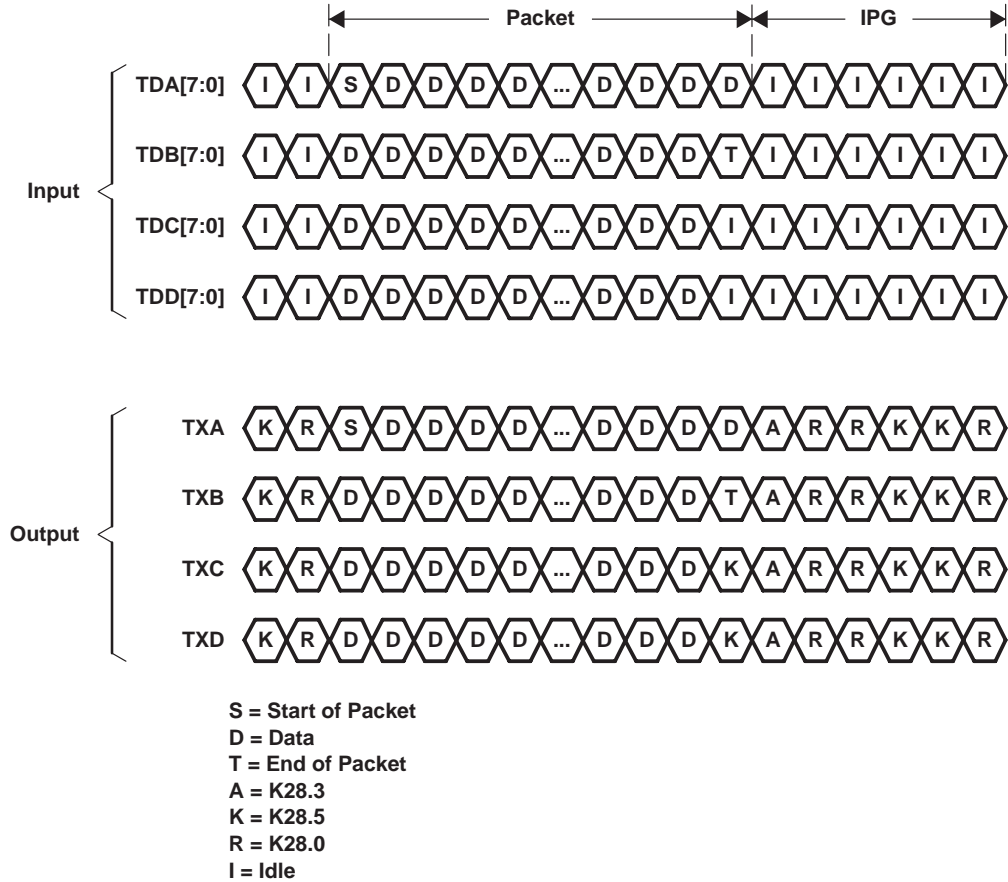 Packet IPG
TDA[7:0] I I S D D D D ... D D D D I I I I I I
TDB[7:0] I I D D D D D ... D D D T I I I I I I
Input
TDC[7:0] I I D D D D D ... D D D I I I I I I I
TDD[7:0] I I D D D D D ... D D D I I I I I I I
TXA K R S D D D D ... D D D D A R R K K R
TXB K R D D D D D ... D D D T A R R K K R
Output
TXC K R D D D D D ... D D D K A R R K K R
TXD K R D D D D D ... D D D K A R R K K R
S = Start of Packet
D = Data
T = End of Packet
A = K28.3
K = K28.5
R = K28.0
I = Idle